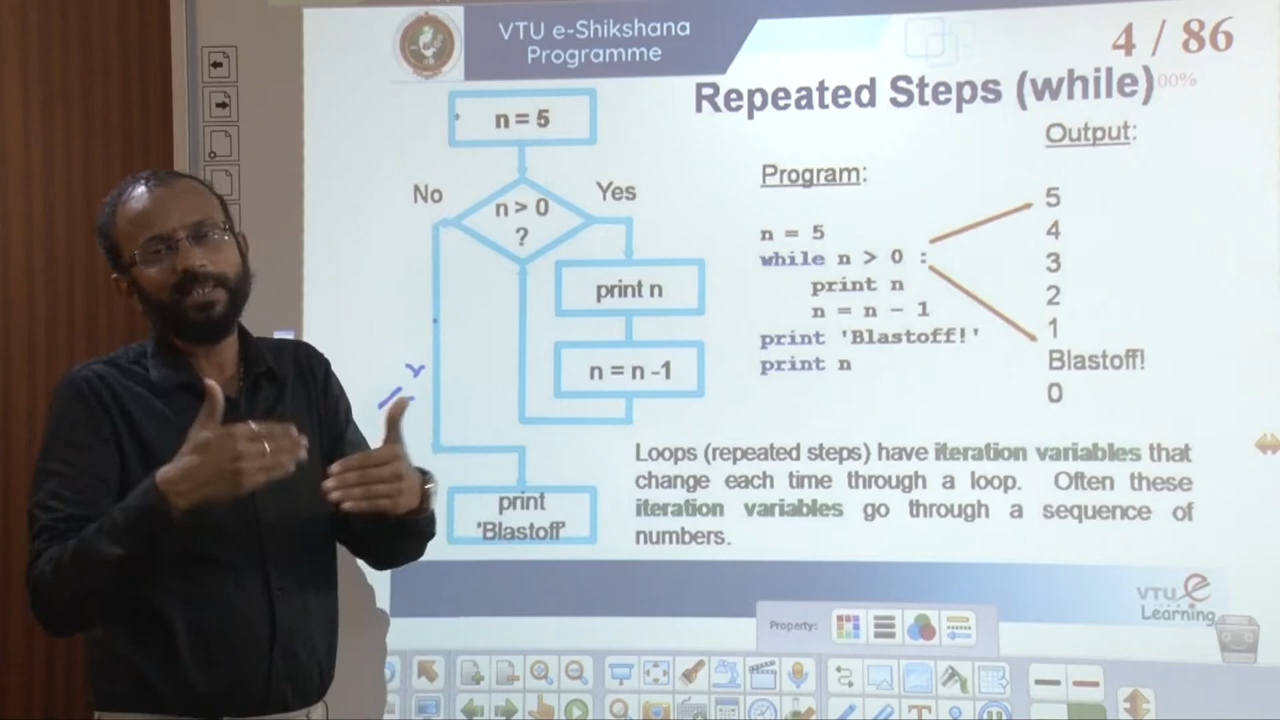 VTU e-Shikshana
Programme
4 / 86
Repeated Steps (while)
00%
n = 5
No
n > 0
?
Yes
print n
n = n -1
print
'Blastoff'
Program:
n = 5
while n > 0 :
print n
n = n - 1
print 'Blastoff!'
print n
Output:
5
4
3
2
1
Blastoff!
0
Loops (repeated steps) have iteration variables that
change each time through a loop. Often these
iteration variables go through a sequence of
numbers.
VTU e
Learning
Property: